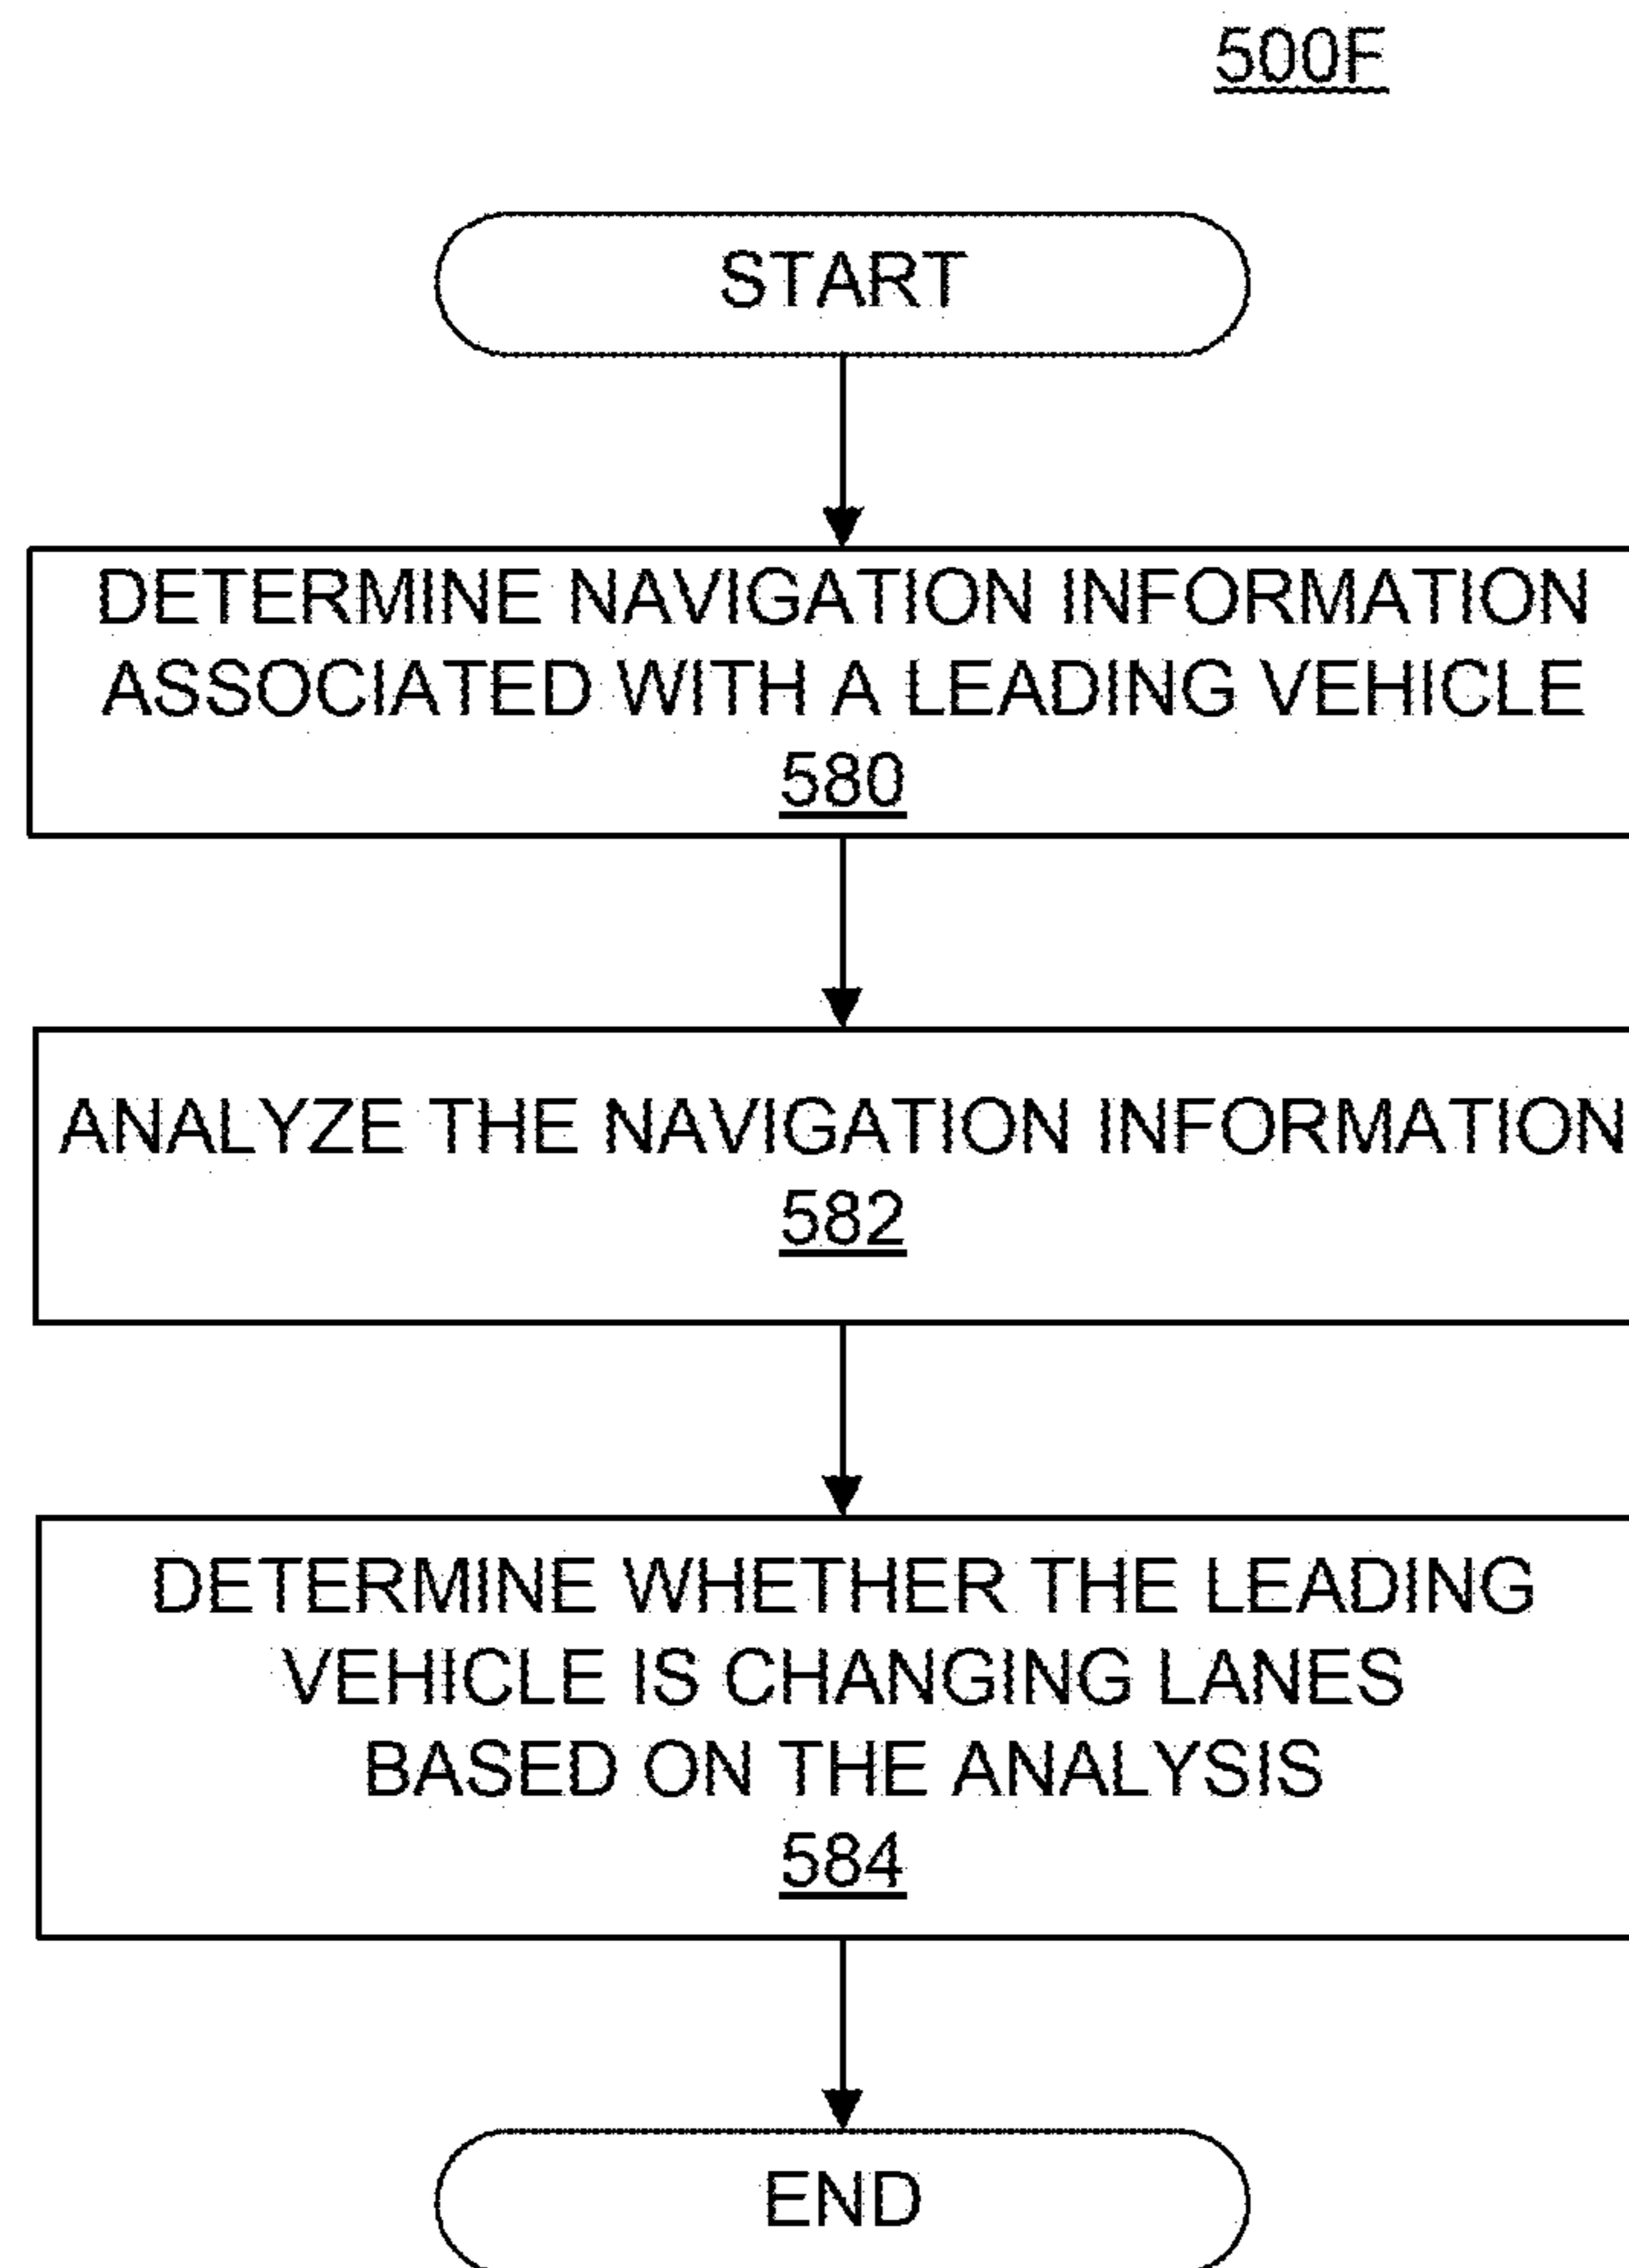 500F
START
DETERMINE NAVIGATION INFORMATION
ASSOCIATED WITH A LEADING VEHICLE
580
ANALYZE THE NAVIGATION INFORMATION
582
DETERMINE WHETHER THE LEADING
VEHICLE IS CHANGING LANES
BASED ON THE ANALYSIS
584
END